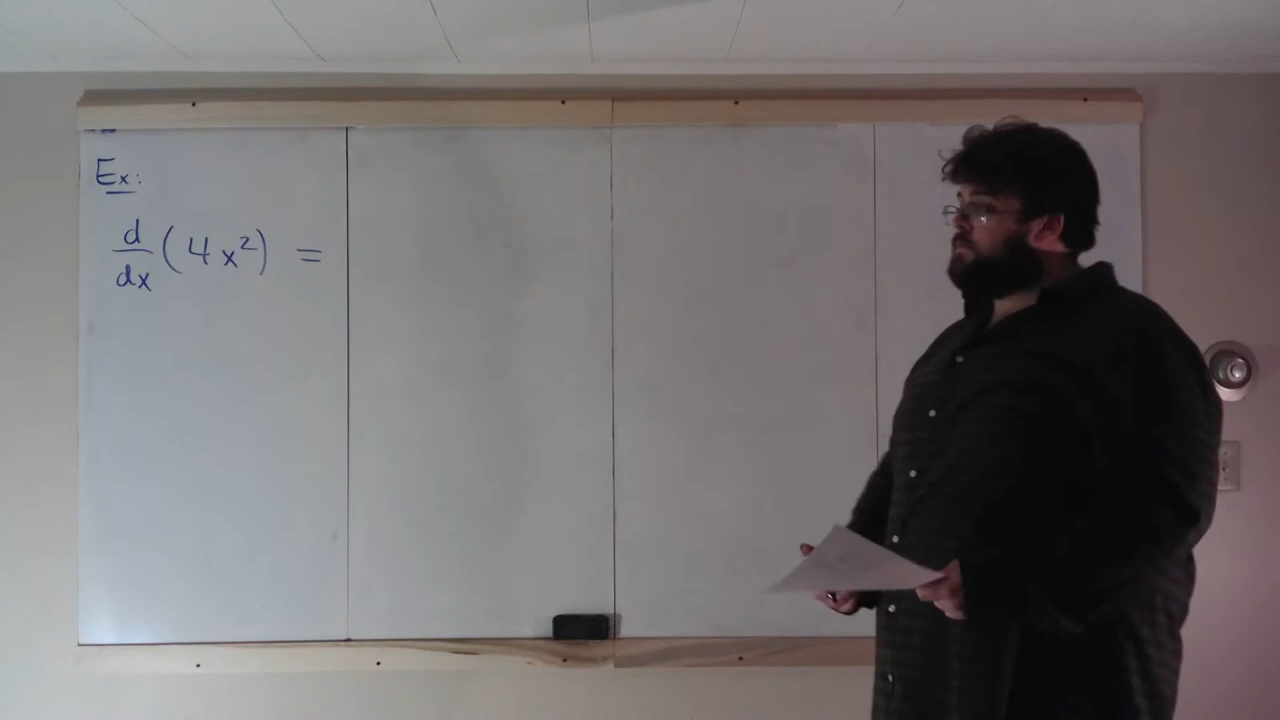 Ex:
d/dx (4x²) =